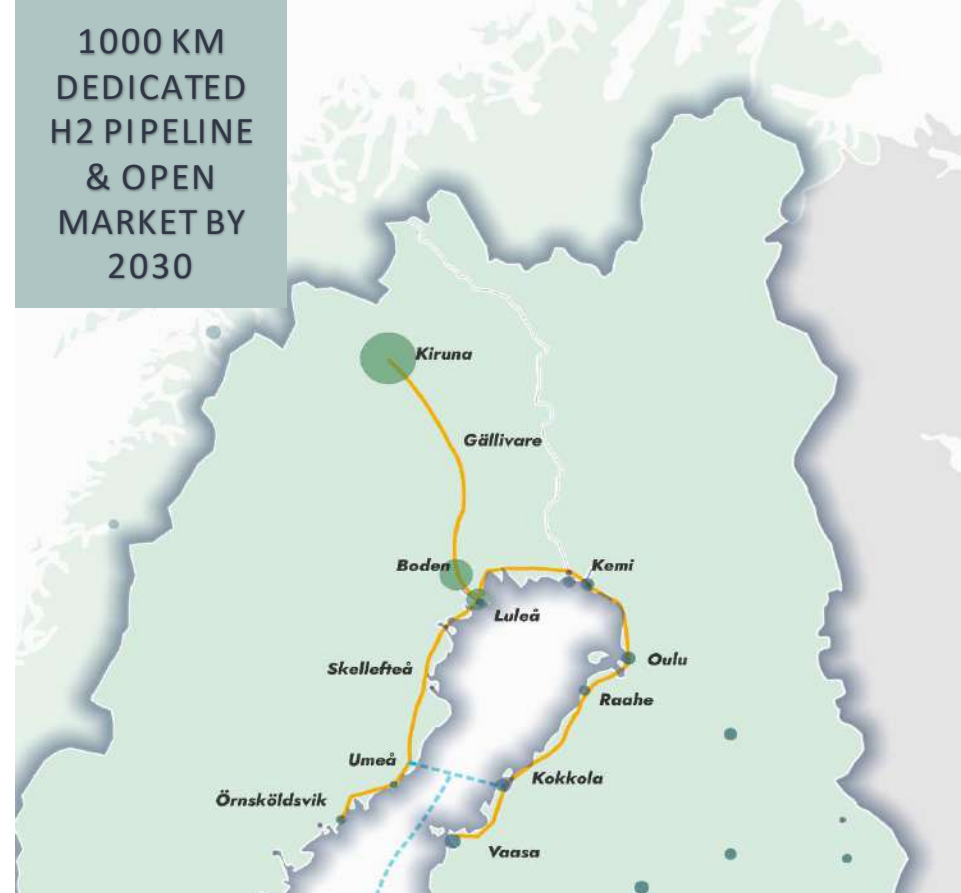 1000 KM
DEDICATED
H2 PIPELINE
& OPEN
MARKET BY
2030
Kiruna
Gällivare
Boden
Kemi
Luleå
Oulu
Skellefteå
Raahe
Umeå
Kokkola
Örnsköldsvik
Vaasa